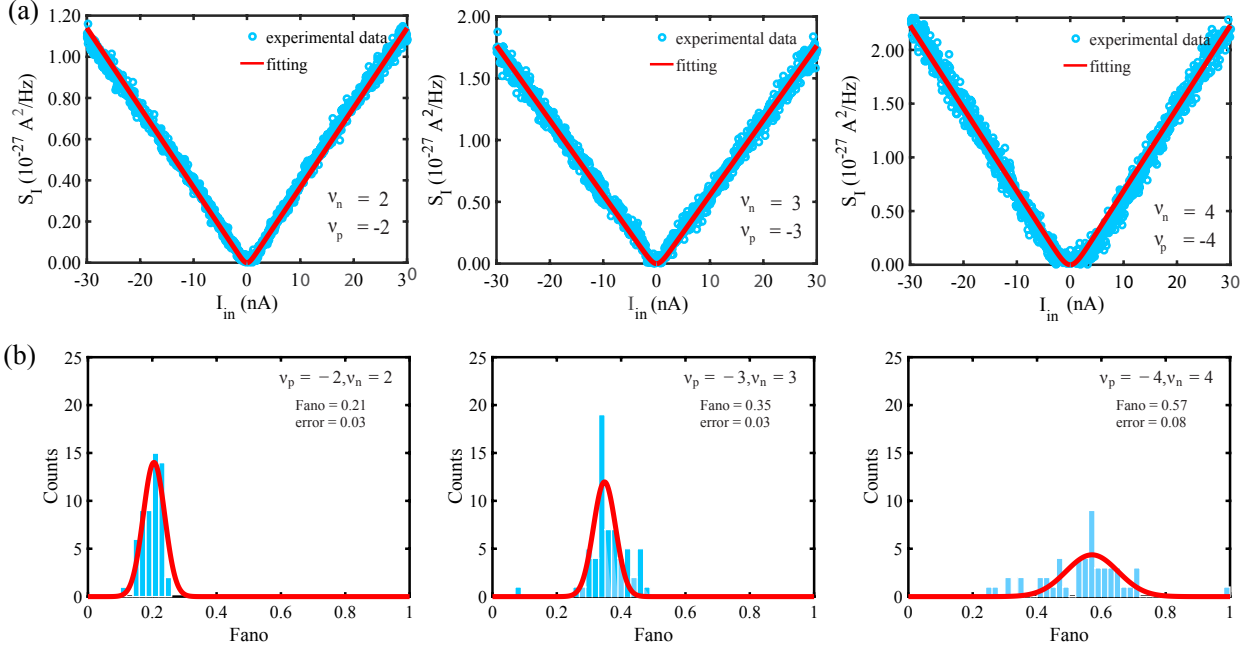 (a)
1.20
1.00
0.80
0.60
0.40
0.20
0.00
S_I (10^-27 A^2/Hz)
experimental data
fitting
ν_n = 2
ν_p = -2
-30 -20 -10 0 10 20 30
I_in (nA)
2.00
1.50
1.00
0.50
0.00
S_I (10^-27 A^2/Hz)
experimental data
fitting
ν_n = 3
ν_p = -3
-30 -20 -10 0 10 20 30
I_in (nA)
2.00
1.50
1.00
0.50
0.00
S_I (10^-27 A^2/Hz)
experimental data
fitting
ν_n = 4
ν_p = -4
-30 -20 -10 0 10 20 30
I_in (nA)
(b)
25
20
15
10
5
0
Counts
ν_p = −2,ν_n = 2
Fano = 0.21
error = 0.03
0 0.2 0.4 0.6 0.8 1
Fano
25
20
15
10
5
0
Counts
ν_p = −3,ν_n = 3
Fano = 0.35
error = 0.03
0 0.2 0.4 0.6 0.8 1
Fano
25
20
15
10
5
0
Counts
ν_p = −4,ν_n = 4
Fano = 0.57
error = 0.08
0 0.2 0.4 0.6 0.8 1
Fano